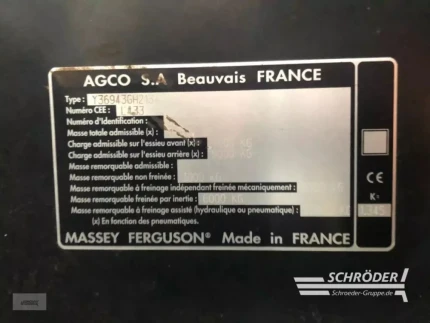 AGCO S.A Beauvais FRANCE
Type :
Numéro CEE :
Numéro d'Identification :
Masse totale admissible (x) :
Charge admissible sur l'essieu avant (x) :
Charge admissible sur l'essieu arrière (x) :
Masse remorquable admissible :
Masse remorquable non freinée :
Masse remorquable à freinage indépendant freinée mécaniquement :
Masse remorquable freinée par inertie :
Masse remorquable à freinage assisté (hydraulique ou pneumatique) :
(x) En fonction des pneumatiques.
CE
MASSEY FERGUSON® Made in FRANCE
SCHRÖDER
Schroeder-Gruppe.de